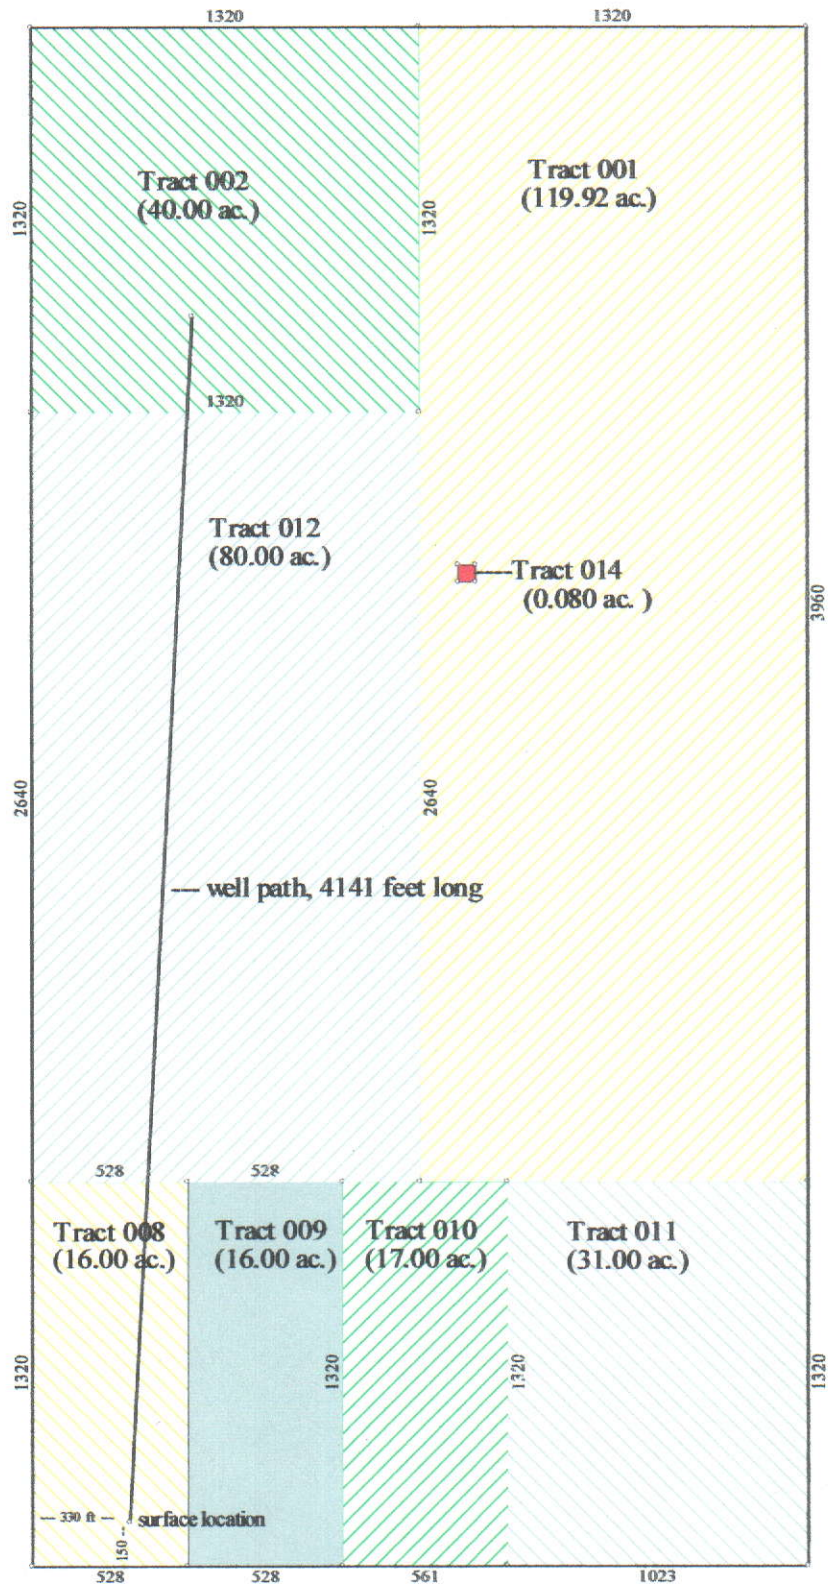 1320
1320
Tract 002
(40.00 ac.)
Tract 001
(119.92 ac.)
1320
1320
1320
Tract 012
(80.00 ac.)
Tract 014
(0.080 ac. )
3960
2640
2640
well path, 4141 feet long
528
528
Tract 008
(16.00 ac.)
Tract 009
(16.00 ac.)
Tract 010
(17.00 ac.)
Tract 011
(31.00 ac.)
1320
1320
1320
1320
330 ft
surface location
150
528
528
561
1023